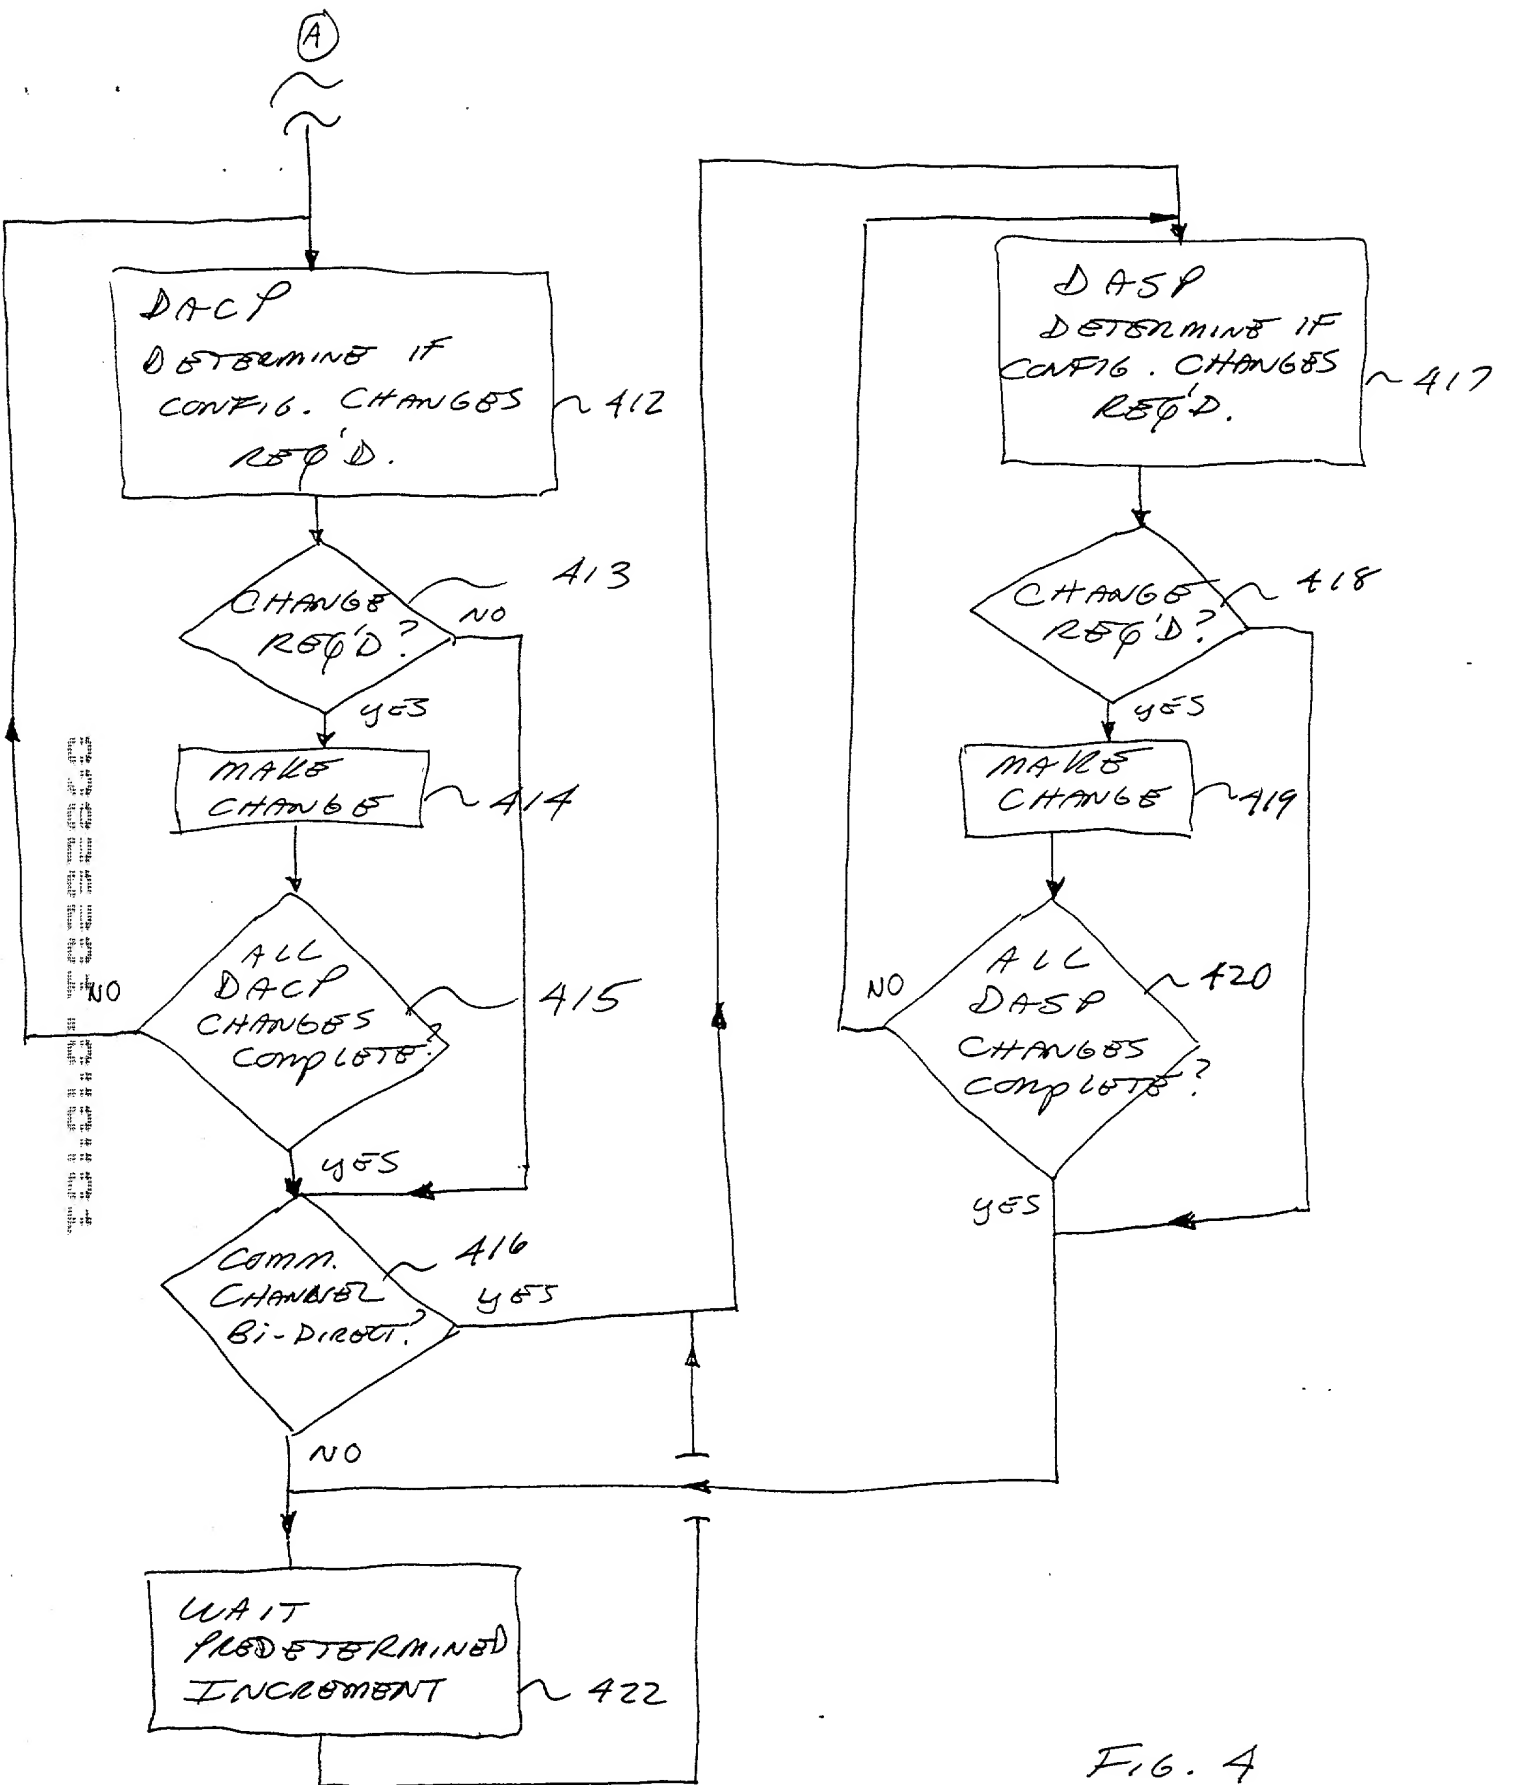 A
DACP
DETERMINE IF
CONFIG. CHANGES
REQ'D.
412
CHANGE
REQ'D?
413
NO
YES
MAKE
CHANGE
414
ALL
DACP
CHANGES
COMPLETE?
415
NO
YES
COMM.
CHANNEL
Bi-DIRECT.?
416
YES
NO
WAIT
PREDETERMINED
INCREMENT
422
DASP
DETERMINE IF
CONFIG. CHANGES
REQ'D.
417
CHANGE
REQ'D?
418
YES
MAKE
CHANGE
419
ALL
DASP
CHANGES
COMPLETE?
420
NO
YES
FIG. 4